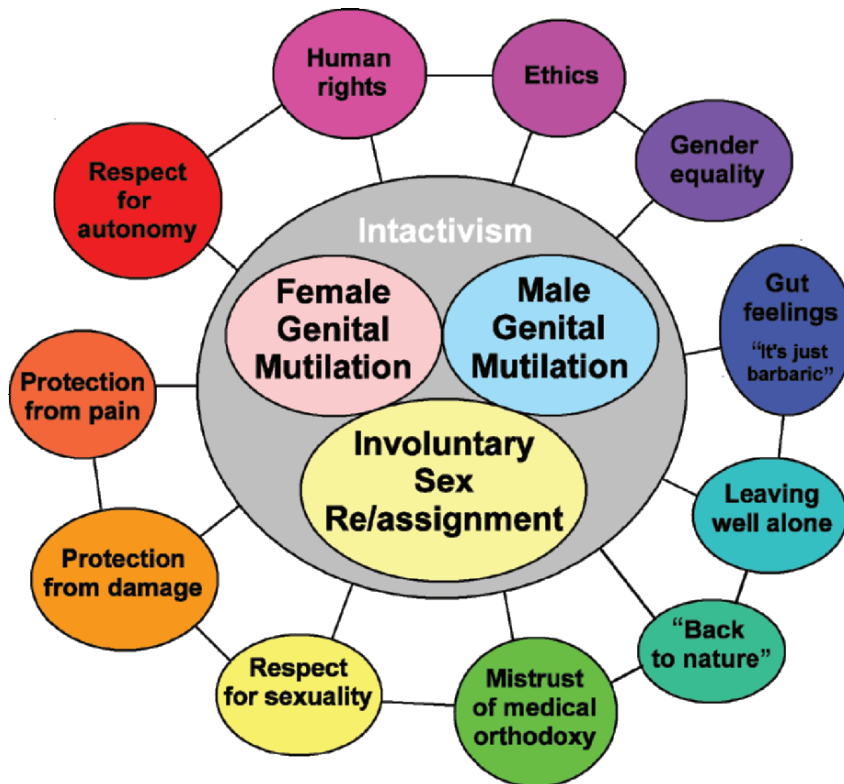 Human
rights
Ethics
Gender
equality
Respect
for
autonomy
Intactivism
Female
Genital
Mutilation
Male
Genital
Mutilation
Gut
feelings
“It's just
barbaric”
Protection
from pain
Involuntary
Sex
Re/assignment
Leaving
well alone
Protection
from damage
“Back
to nature”
Respect
for sexuality
Mistrust
of medical
orthodoxy